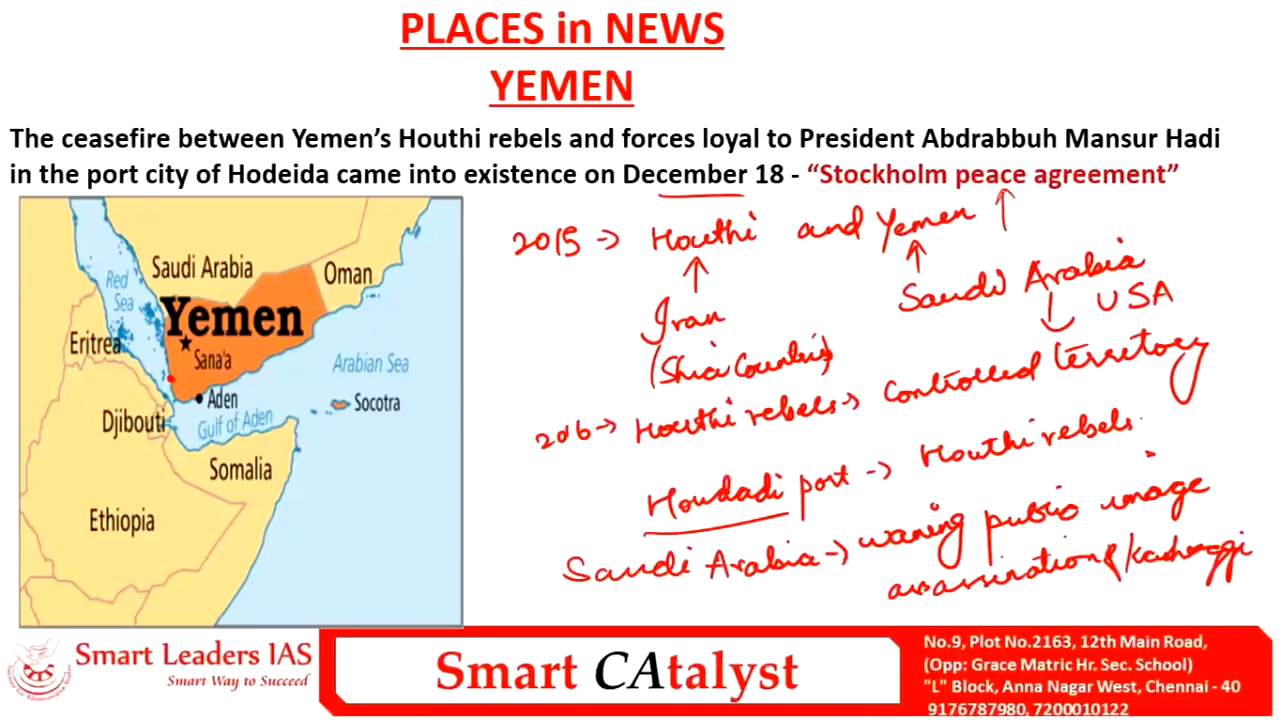 PLACES in NEWS
YEMEN
The ceasefire between Yemen's Houthi rebels and forces loyal to President Abdrabbuh Mansur Hadi
in the port city of Hodeida came into existence on December 18 - “Stockholm peace agreement”
2015 → Houthi and Yemen
Iran
(Shia Countries)
Saudi Arabia
USA
2016 → Houthi rebels → Controlled territory
Houdadi port → Houthi rebels
Saudi Arabia → waning public image
assassination of Kashoggi
Saudi Arabia
Oman
Red
Sea
Yemen
Eritrea
Sana'a
Arabian Sea
Aden
Socotra
Djibouti
Gulf of Aden
Somalia
Ethiopia
Smart Leaders IAS
Smart Way to Succeed
Smart CAtalyst
No.9, Plot No.2163, 12th Main Road,
(Opp: Grace Matric Hr. Sec. School)
"L" Block, Anna Nagar West, Chennai - 40
9176787980, 7200010122